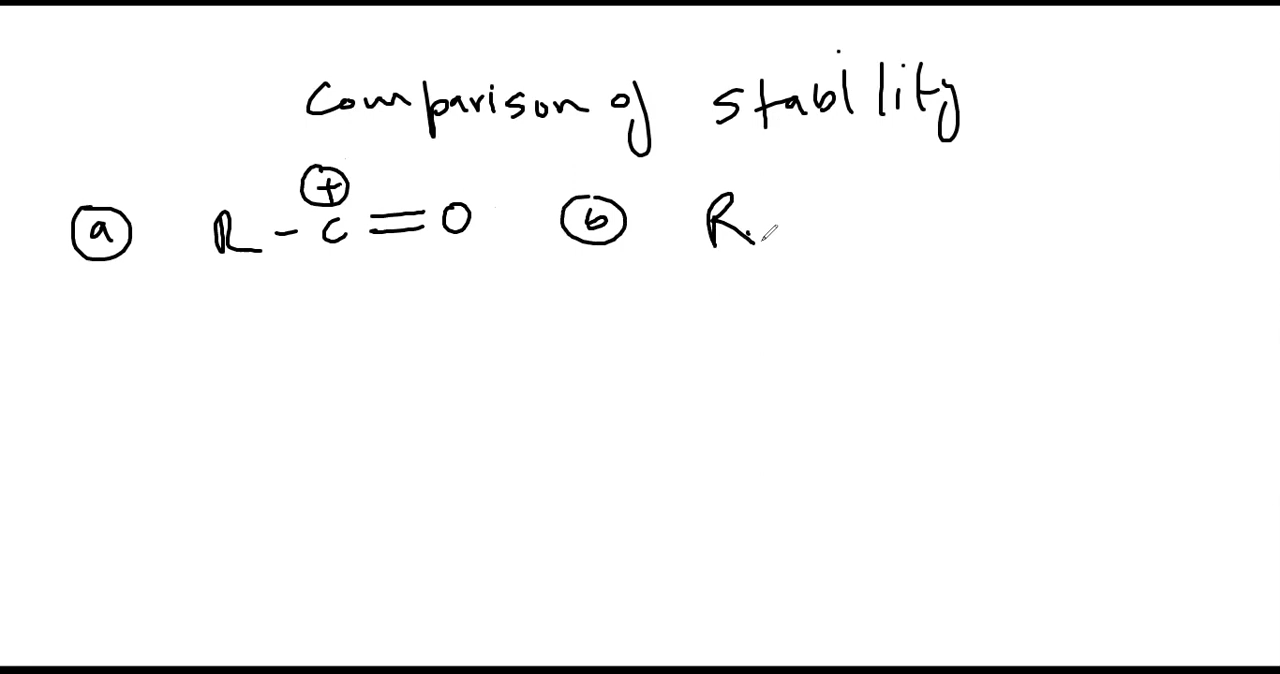 Comparison of stability
(a) R - C⊕ = O (b) R